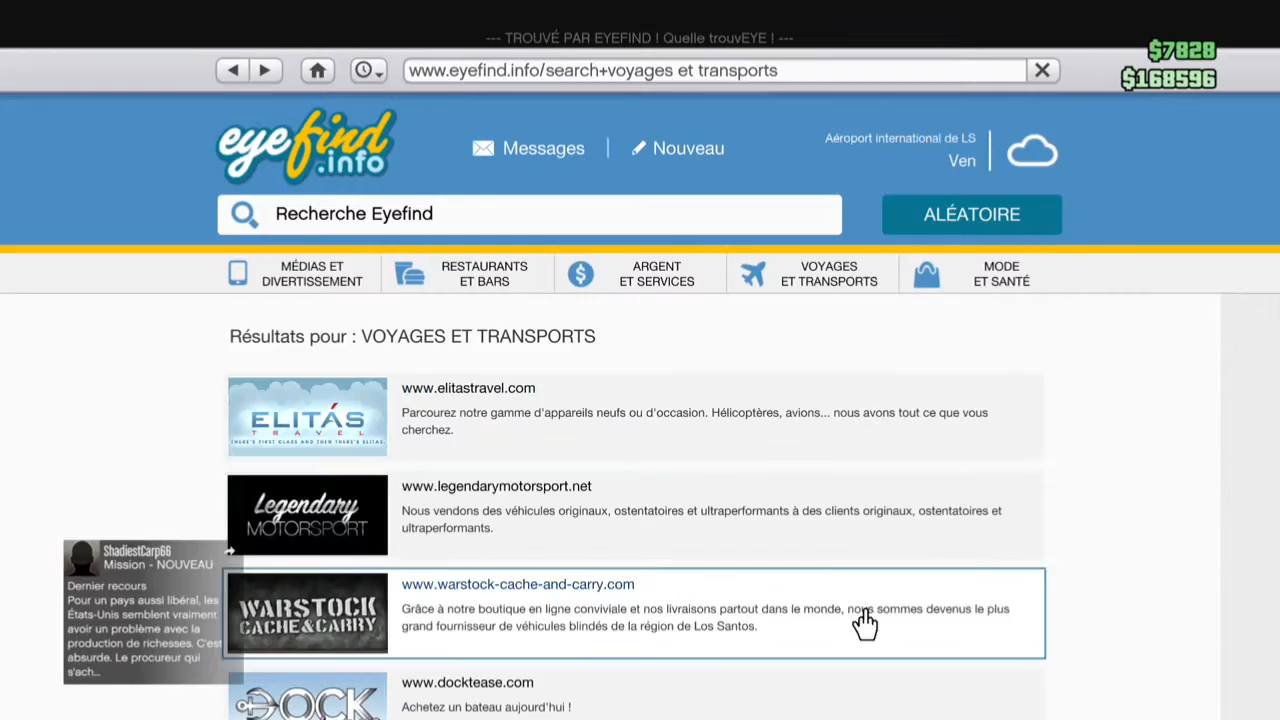 --- TROUVÉ PAR EYEFIND ! Quelle trouvEYE ! ---
$7828
www.eyefind.info/search+voyages et transports
$168596
eyefind
.info
Messages
Nouveau
Aéroport international de LS
Ven
Recherche Eyefind
ALÉATOIRE
MÉDIAS ET
DIVERTISSEMENT
RESTAURANTS
ET BARS
ARGENT
ET SERVICES
VOYAGES
ET TRANSPORTS
MODE
ET SANTÉ
Résultats pour : VOYAGES ET TRANSPORTS
ELITÁS
TRAVEL
THERE'S FIRST CLASS AND THEN THERE'S ELITAS.
www.elitastravel.com
Parcourez notre gamme d'appareils neufs ou d'occasion. Hélicoptères, avions... nous avons tout ce que vous
cherchez.
Legendary
MOTORSPORT
www.legendarymotorsport.net
Nous vendons des véhicules originaux, ostentatoires et ultraperformants à des clients originaux, ostentatoires et
ultraperformants.
ShadiestCarp66
Mission - NOUVEAU
Dernier recours
Pour un pays aussi libéral, les
États-Unis semblent vraiment
avoir un problème avec la
production de richesses. C'est
absurde. Le procureur qui
s'ach...
WARSTOCK
CACHE&CARRY
www.warstock-cache-and-carry.com
Grâce à notre boutique en ligne conviviale et nos livraisons partout dans le monde, nous sommes devenus le plus
grand fournisseur de véhicules blindés de la région de Los Santos.
DOCK
www.docktease.com
Achetez un bateau aujourd'hui !